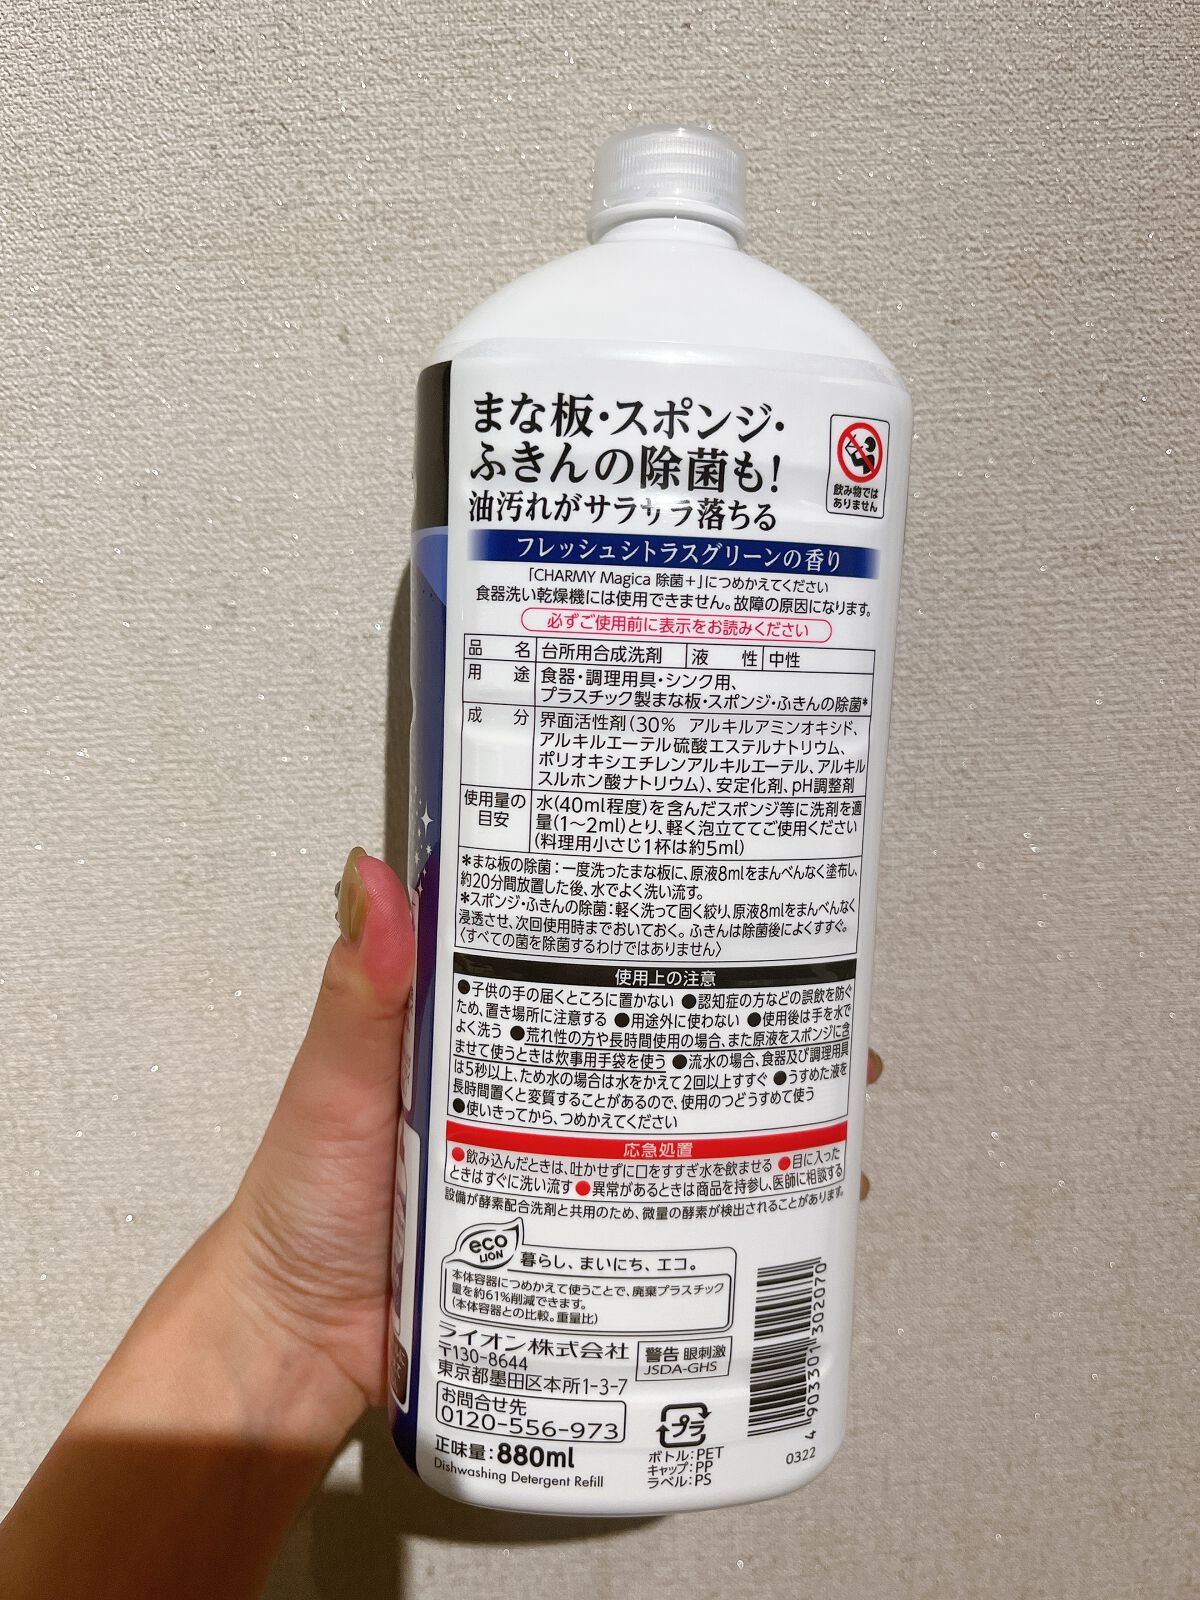 まな板・スポンジ・
ふきんの除菌も!
油汚れがサラサラ落ちる
飲み物では
ありません
フレッシュシトラスグリーンの香り
「CHARMY Magica 除菌+」につめかえてください
食器洗い乾燥機には使用できません。故障の原因になります。
必ずご使用前に表示をお読みください
品名 台所用合成洗剤 液性 中性
用途 食器・調理用具・シンク用、
プラスチック製まな板・スポンジ・ふきんの除菌*
成分 界面活性剤(30% アルキルアミンオキシド、
アルキルエーテル硫酸エステルナトリウム、
ポリオキシエチレンアルキルエーテル、アルキル
スルホン酸ナトリウム)、安定化剤、pH調整剤
使用量の目安 水(40ml程度)を含んだスポンジ等に洗剤を適
量(1〜2ml)とり、軽く泡立ててご使用ください
(料理用小さじ1杯は約5ml)
*まな板の除菌:一度洗ったまな板に、原液8mlをまんべんなく塗布し、
約20分間放置した後、水でよく洗い流す。
*スポンジ・ふきんの除菌:軽く洗って固く絞り、原液8mlをまんべんなく
浸透させ、次回使用時までおいておく。ふきんは除菌後によくすすぐ。
〈すべての菌を除菌するわけではありません〉
使用上の注意
●子供の手の届くところに置かない ●認知症の方などの誤飲を防ぐ
ため、置き場所に注意する ●用途外に使わない ●使用後は手を水で
よく洗う ●荒れ性の方や長時間使用の場合、また原液をスポンジに含
ませて使うときは炊事用手袋を使う ●流水の場合、食器及び調理用具
は5秒以上、ため水の場合は水をかえて2回以上すすぐ ●うすめた液を
長時間置くと変質することがあるので、使用のつどうすめて使う
●使いきってから、つめかえてください
応急処置
●飲み込んだときは、吐かせずに口をすすぎ水を飲ませる ●目に入った
ときはすぐに洗い流す ●異常があるときは商品を持参し、医師に相談する
設備が酵素配合洗剤と共用のため、微量の酵素が検出されることがあります。
eco
LION
暮らし、まいにち、エコ。
本体容器につめかえて使うことで、廃棄プラスチック
量を約61%削減できます。
(本体容器との比較。重量比)
ライオン株式会社
〒130-8644
東京都墨田区本所1-3-7
警告 眼刺激
JSDA-GHS
お問合せ先
0120-556-973
正味量:880ml
Dishwashing Detergent Refill
プラ
ボトル:PET
キャップ:PP
ラベル:PS
4 903301 302070
0322